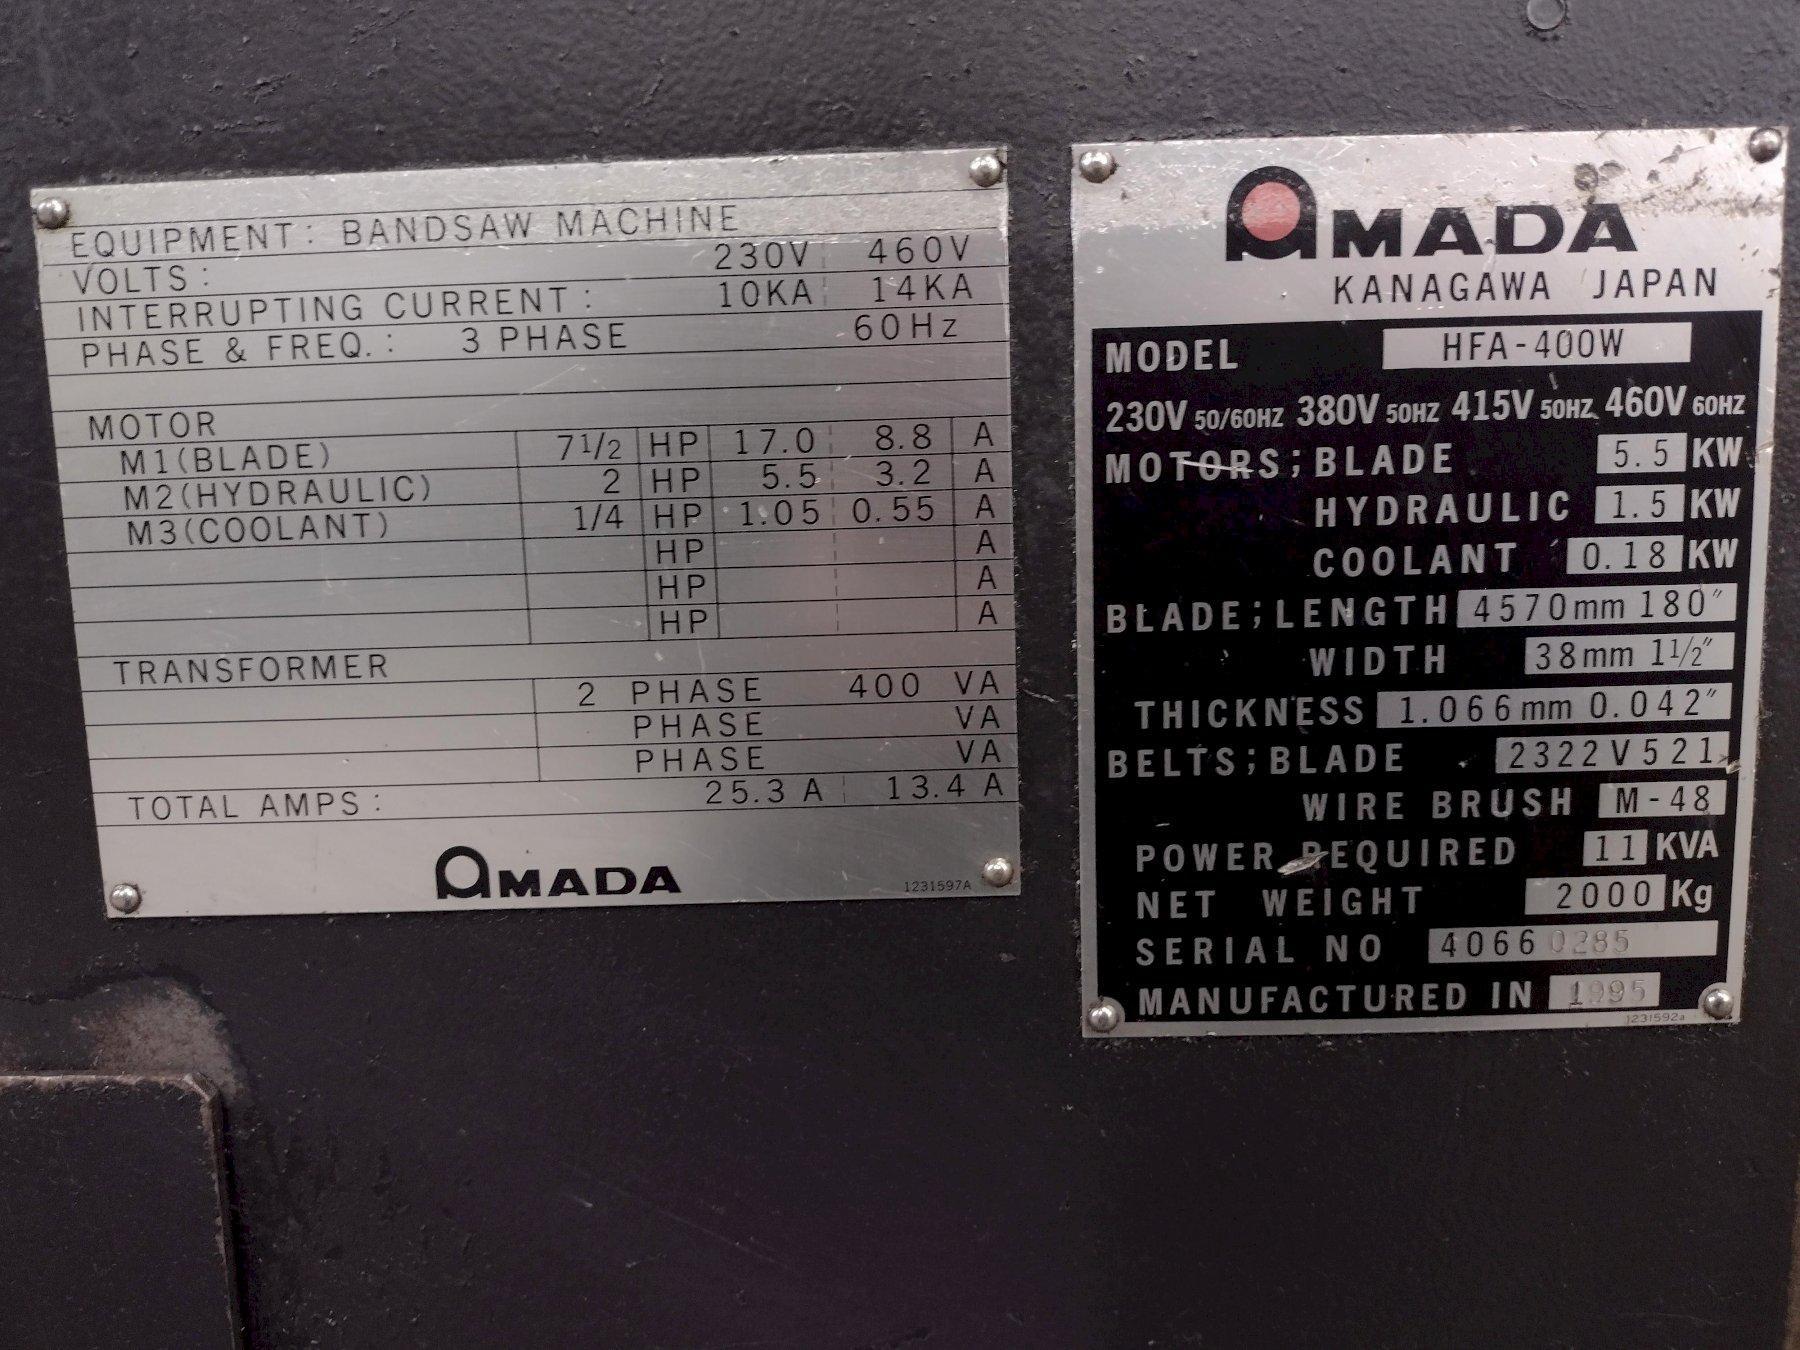 EQUIPMENT: BANDSAW MACHINE
VOLTS: 230V 460V
INTERRUPTING CURRENT: 10KA 14KA
PHASE & FREQ.: 3 PHASE 60Hz
MOTOR
M1(BLADE) 7 1/2 HP 17.0 8.8 A
M2(HYDRAULIC) 2 HP 5.5 3.2 A
M3(COOLANT) 1/4 HP 1.05 0.55 A
HP A
HP A
HP A
TRANSFORMER
2 PHASE 400 VA
PHASE VA
PHASE VA
TOTAL AMPS: 25.3 A 13.4 A
AMADA
1231597A
AMADA
KANAGAWA JAPAN
MODEL HFA-400W
230V 50/60HZ 380V 50HZ 415V 50HZ 460V 60HZ
MOTORS; BLADE 5.5 KW
HYDRAULIC 1.5 KW
COOLANT 0.18 KW
BLADE; LENGTH 4570mm 180″
WIDTH 38mm 1 1/2″
THICKNESS 1.066mm 0.042″
BELTS; BLADE 2322V521
WIRE BRUSH M-48
POWER REQUIRED 11 KVA
NET WEIGHT 2000 Kg
SERIAL NO 40660285
MANUFACTURED IN 1995
1231592a